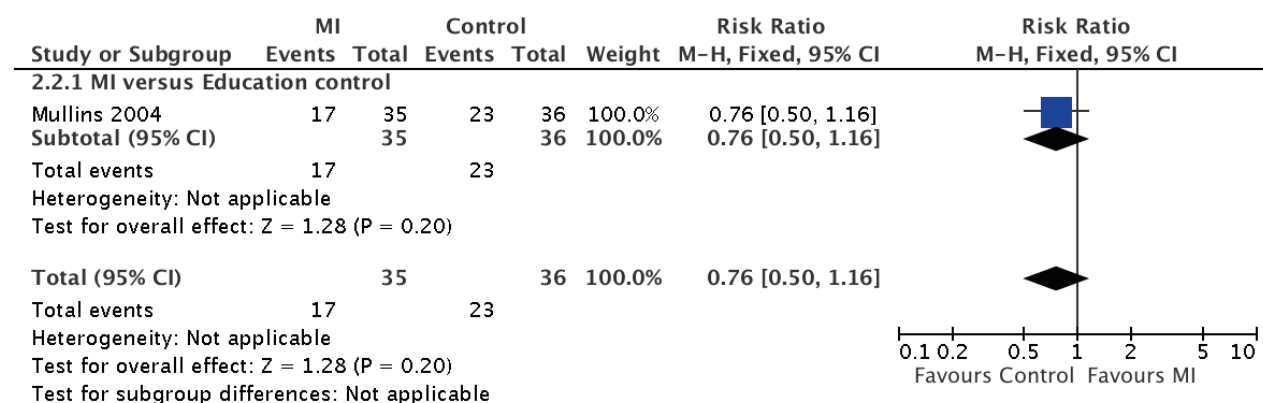 MI Control Risk Ratio Risk Ratio
Study or Subgroup Events Total Events Total Weight M-H, Fixed, 95% CI M-H, Fixed, 95% CI
2.2.1 MI versus Education control
Mullins 2004 17 35 23 36 100.0% 0.76 [0.50, 1.16]
Subtotal (95% CI) 35 36 100.0% 0.76 [0.50, 1.16]
Total events 17 23
Heterogeneity: Not applicable
Test for overall effect: Z = 1.28 (P = 0.20)
Total (95% CI) 35 36 100.0% 0.76 [0.50, 1.16]
Total events 17 23
Heterogeneity: Not applicable
Test for overall effect: Z = 1.28 (P = 0.20)
Test for subgroup differences: Not applicable
0.1 0.2 0.5 1 2 5 10
Favours Control Favours MI